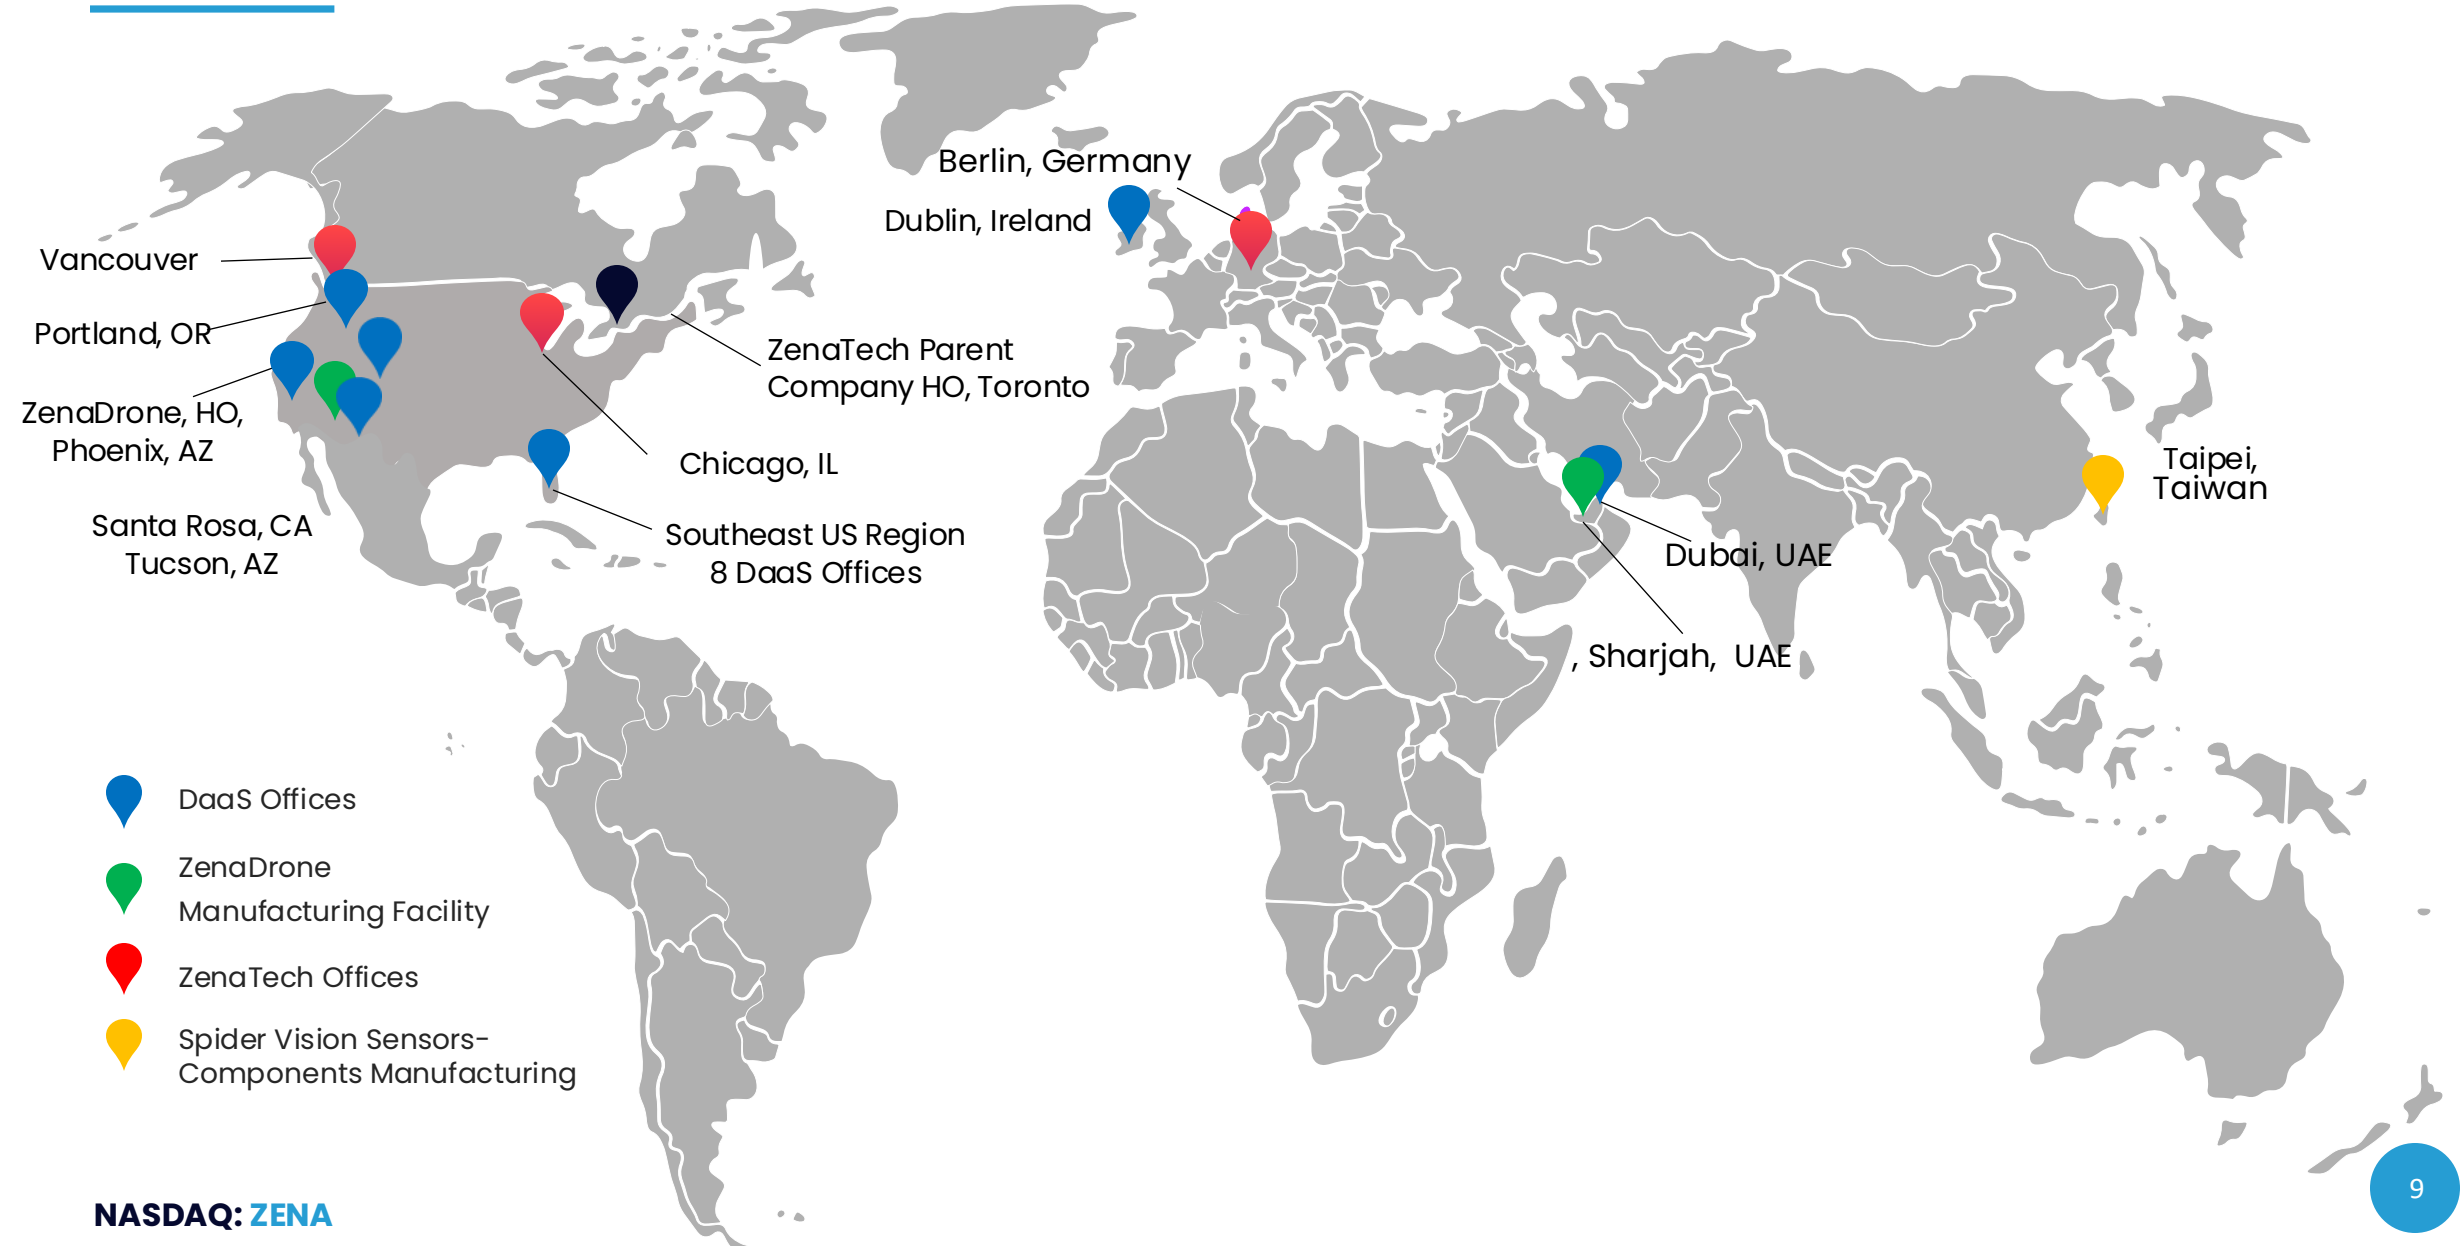 Berlin, Germany
Dublin, Ireland
Vancouver
Portland, OR
ZenaTech Parent
Company HO, Toronto
ZenaDrone, HO,
Phoenix, AZ
Chicago, IL
Taipei,
Taiwan
Santa Rosa, CA
Tucson, AZ
Southeast US Region
8 DaaS Offices
Dubai, UAE
, Sharjah, UAE
DaaS Offices
ZenaDrone
Manufacturing Facility
ZenaTech Offices
Spider Vision Sensors-
Components Manufacturing
NASDAQ: ZENA
9